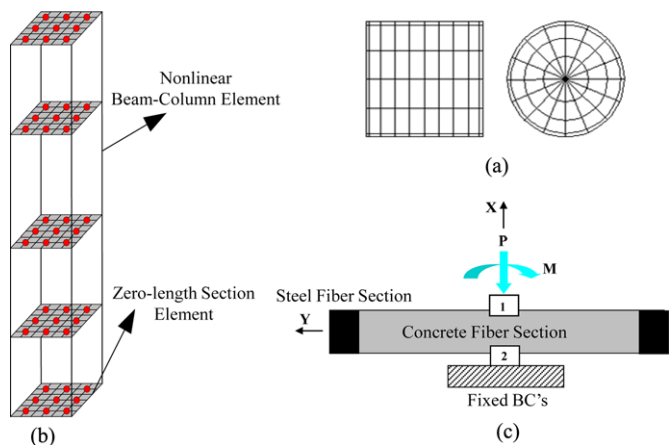 Nonlinear
Beam-Column Element
Zero-length Section
Element
(b)
(a)
X
P
M
Steel Fiber Section
1
Y
Concrete Fiber Section
2
Fixed BC's
(c)